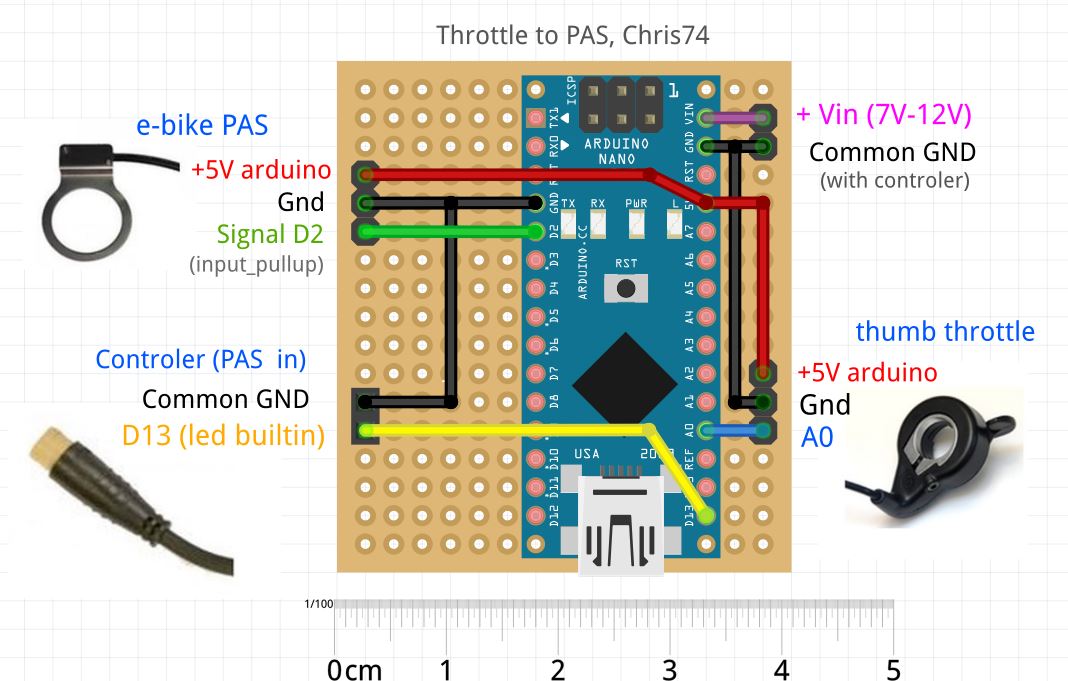 Throttle to PAS, Chris74
e-bike PAS
+5V arduino
Gnd
Signal D2
(input_pullup)
Controler (PAS  in)
Common GND
D13 (led builtin)
ICSP
1
TX1
RX0
ARDUINO
NANO
RST
GND
D2
D3
D4
D5
D6
D7
D8
D10
D11
D12
TX
RX
PWR
L
ARDUINO.CC
RST
USA
VIN
GND
RST
A7
A6
A5
A4
A3
A2
A1
A0
REF
D13
+ Vin (7V-12V)
Common GND
(with controler)
thumb throttle
+5V arduino
Gnd
A0
1/100
0cm
1
2
3
4
5